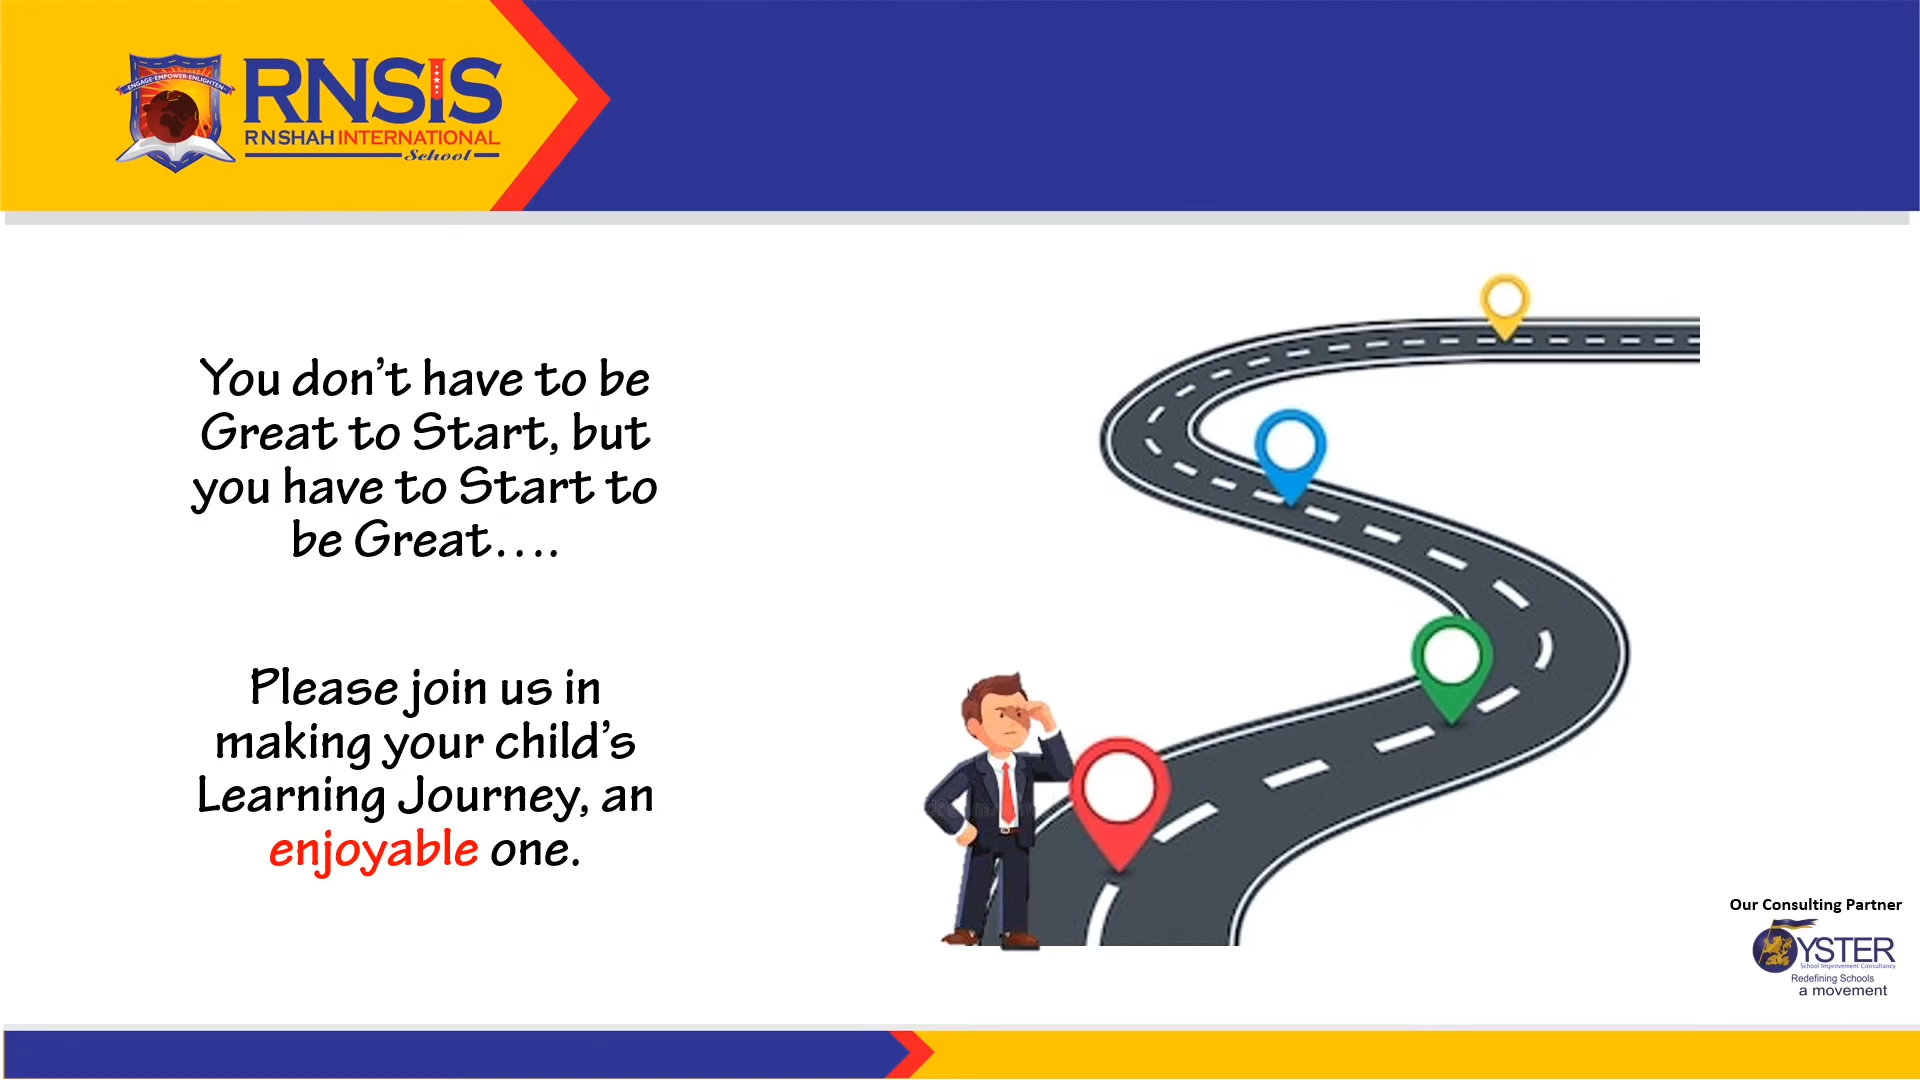 ENGAGE-EMPOWER-ENLIGHTEN
RNSIS
R N SHAH INTERNATIONAL
School
You don’t have to be
Great to Start, but
you have to Start to
be Great....
Please join us in
making your child’s
Learning Journey, an
enjoyable one.
Our Consulting Partner
OYSTER
School Improvement Consultancy
Redefining Schools
a movement